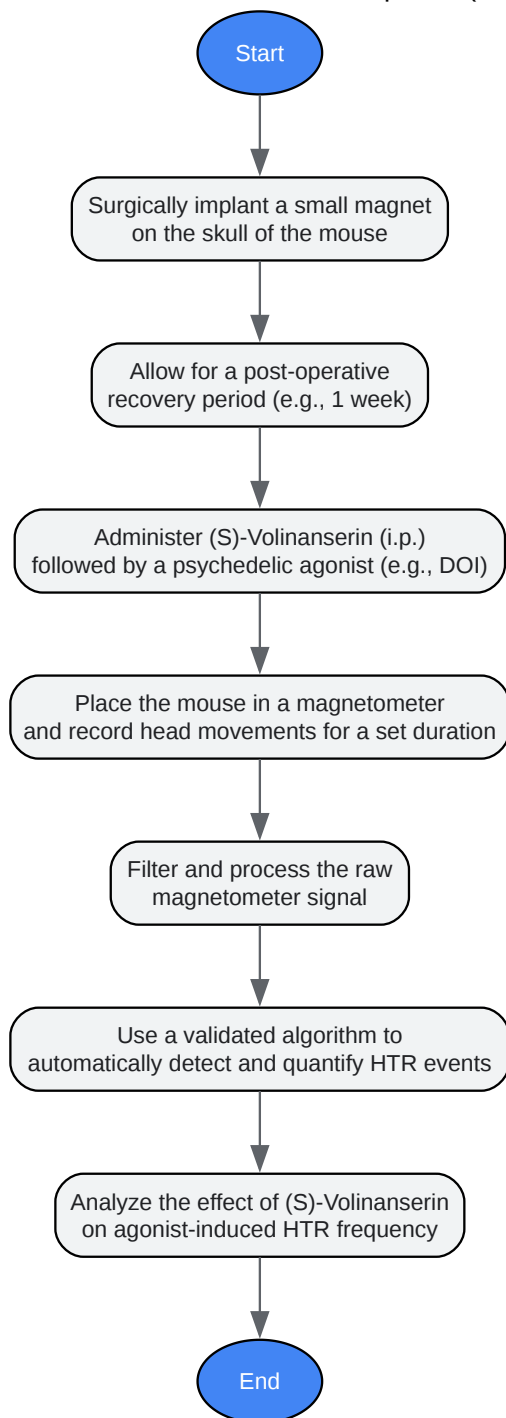 Start
Surgically implant a small magnet
on the skull of the mouse
Allow for a post-operative
recovery period (e.g., 1 week)
Administer (S)-Volinanserin (i.p.)
followed by a psychedelic agonist (e.g., DOI)
Place the mouse in a magnetometer
and record head movements for a set duration
Filter and process the raw
magnetometer signal
Use a validated algorithm to
automatically detect and quantify HTR events
Analyze the effect of (S)-Volinanserin
on agonist-induced HTR frequency
End